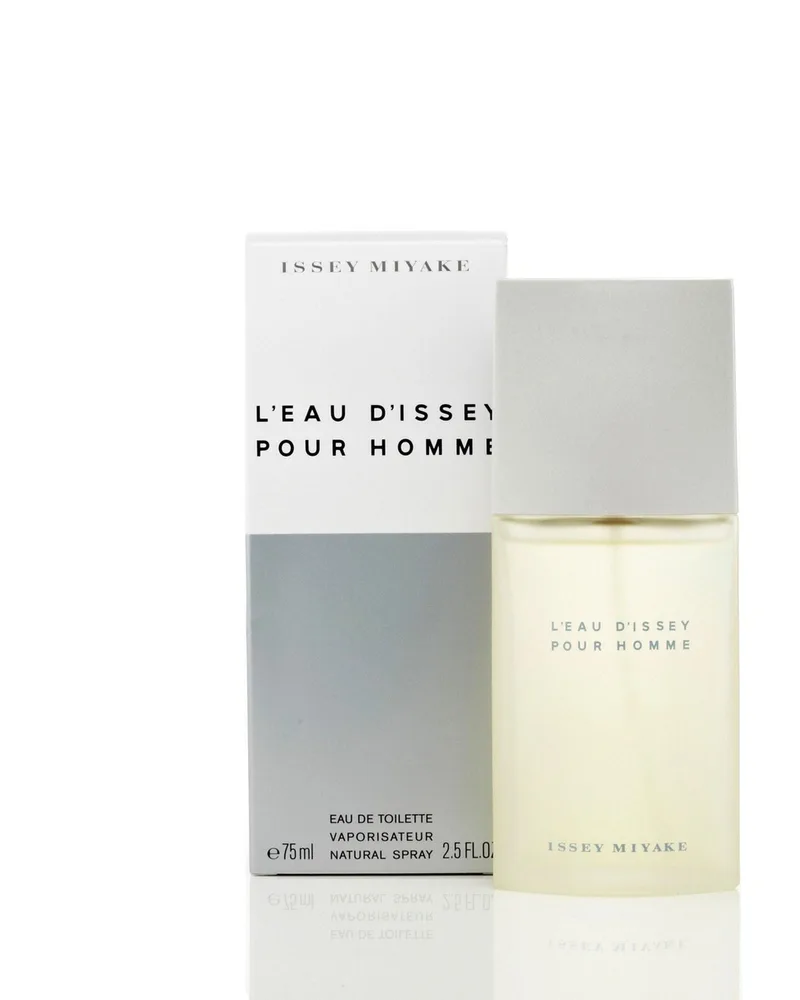 ISSEY MIYAKE
L'EAU D'ISSEY
POUR HOMME
EAU DE TOILETTE
VAPORISATEUR
℮75ml NATURAL SPRAY 2.5 FL.OZ
L'EAU D'ISSEY
POUR HOMME
ISSEY MIYAKE